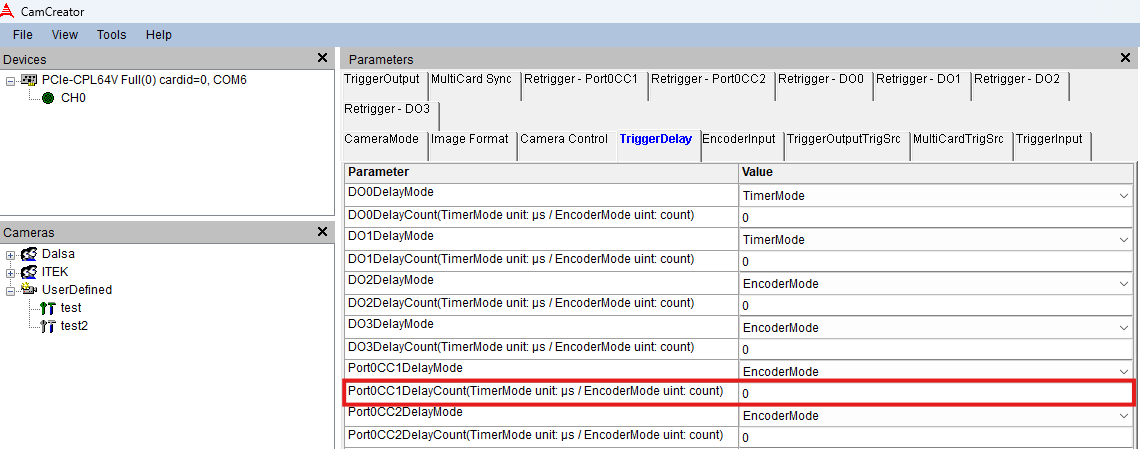 CamCreator
File View Tools Help
Devices
PCIe-CPL64V Full(0) cardid=0, COM6
CH0
Cameras
Dalsa
ITEK
UserDefined
test
test2
Parameters
TriggerOutput MultiCard Sync Retrigger - Port0CC1 Retrigger - Port0CC2 Retrigger - DO0 Retrigger - DO1 Retrigger - DO2
Retrigger - DO3
CameraMode Image Format Camera Control TriggerDelay EncoderInput TriggerOutputTrigSrc MultiCardTrigSrc TriggerInput
Parameter Value
DO0DelayMode TimerMode
DO0DelayCount(TimerMode unit: µs / EncoderMode uint: count) 0
DO1DelayMode TimerMode
DO1DelayCount(TimerMode unit: µs / EncoderMode uint: count) 0
DO2DelayMode EncoderMode
DO2DelayCount(TimerMode unit: µs / EncoderMode uint: count) 0
DO3DelayMode EncoderMode
DO3DelayCount(TimerMode unit: µs / EncoderMode uint: count) 0
Port0CC1DelayMode EncoderMode
Port0CC1DelayCount(TimerMode unit: µs / EncoderMode uint: count) 0
Port0CC2DelayMode EncoderMode
Port0CC2DelayCount(TimerMode unit: µs / EncoderMode uint: count) 0